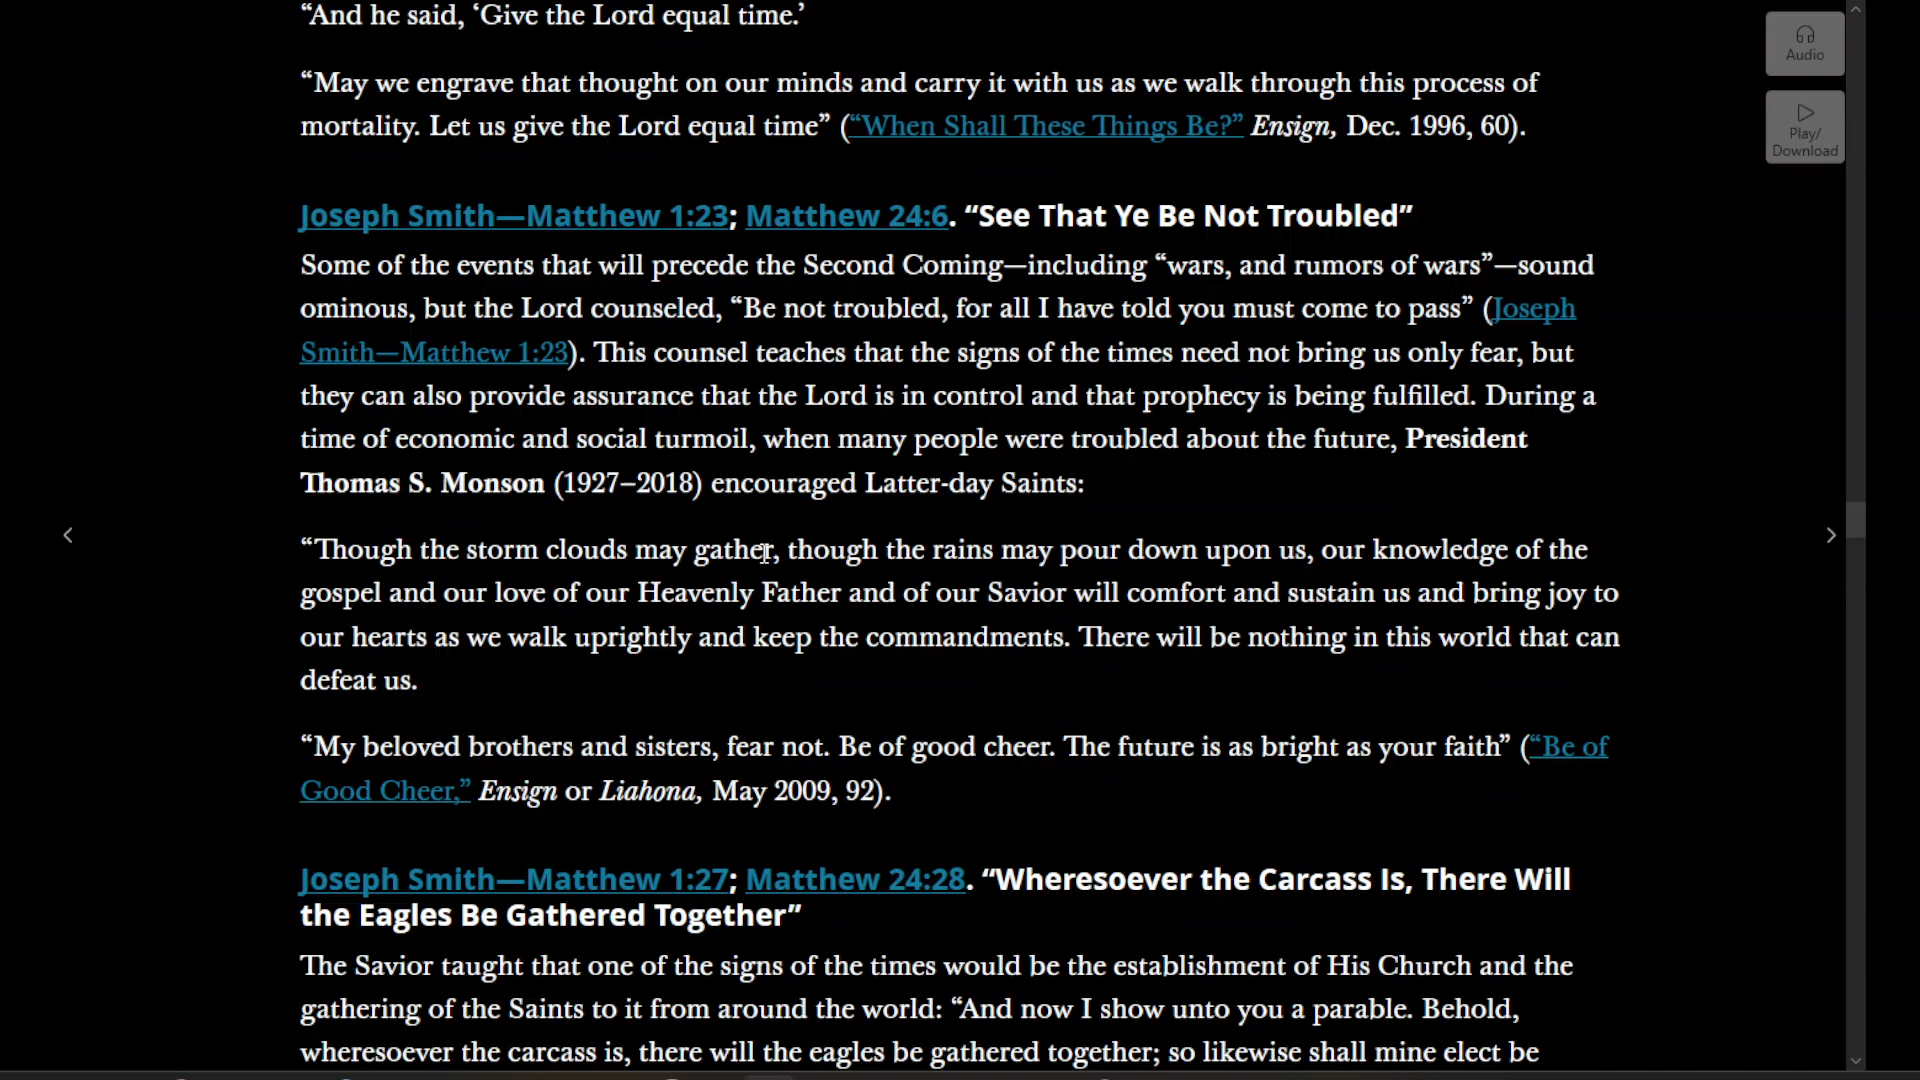 “And he said, ‘Give the Lord equal time.’
“May we engrave that thought on our minds and carry it with us as we walk through this process of
mortality. Let us give the Lord equal time” (“When Shall These Things Be?” Ensign, Dec. 1996, 60).
Joseph Smith—Matthew 1:23; Matthew 24:6. “See That Ye Be Not Troubled”
Some of the events that will precede the Second Coming—including “wars, and rumors of wars”—sound
ominous, but the Lord counseled, “Be not troubled, for all I have told you must come to pass” (Joseph
Smith—Matthew 1:23). This counsel teaches that the signs of the times need not bring us only fear, but
they can also provide assurance that the Lord is in control and that prophecy is being fulfilled. During a
time of economic and social turmoil, when many people were troubled about the future, President
Thomas S. Monson (1927–2018) encouraged Latter-day Saints:
“Though the storm clouds may gather, though the rains may pour down upon us, our knowledge of the
gospel and our love of our Heavenly Father and of our Savior will comfort and sustain us and bring joy to
our hearts as we walk uprightly and keep the commandments. There will be nothing in this world that can
defeat us.
“My beloved brothers and sisters, fear not. Be of good cheer. The future is as bright as your faith” (“Be of
Good Cheer,” Ensign or Liahona, May 2009, 92).
Joseph Smith—Matthew 1:27; Matthew 24:28. “Wheresoever the Carcass Is, There Will
the Eagles Be Gathered Together”
The Savior taught that one of the signs of the times would be the establishment of His Church and the
gathering of the Saints to it from around the world: “And now I show unto you a parable. Behold,
wheresoever the carcass is, there will the eagles be gathered together; so likewise shall mine elect be
Audio
Play/
Download